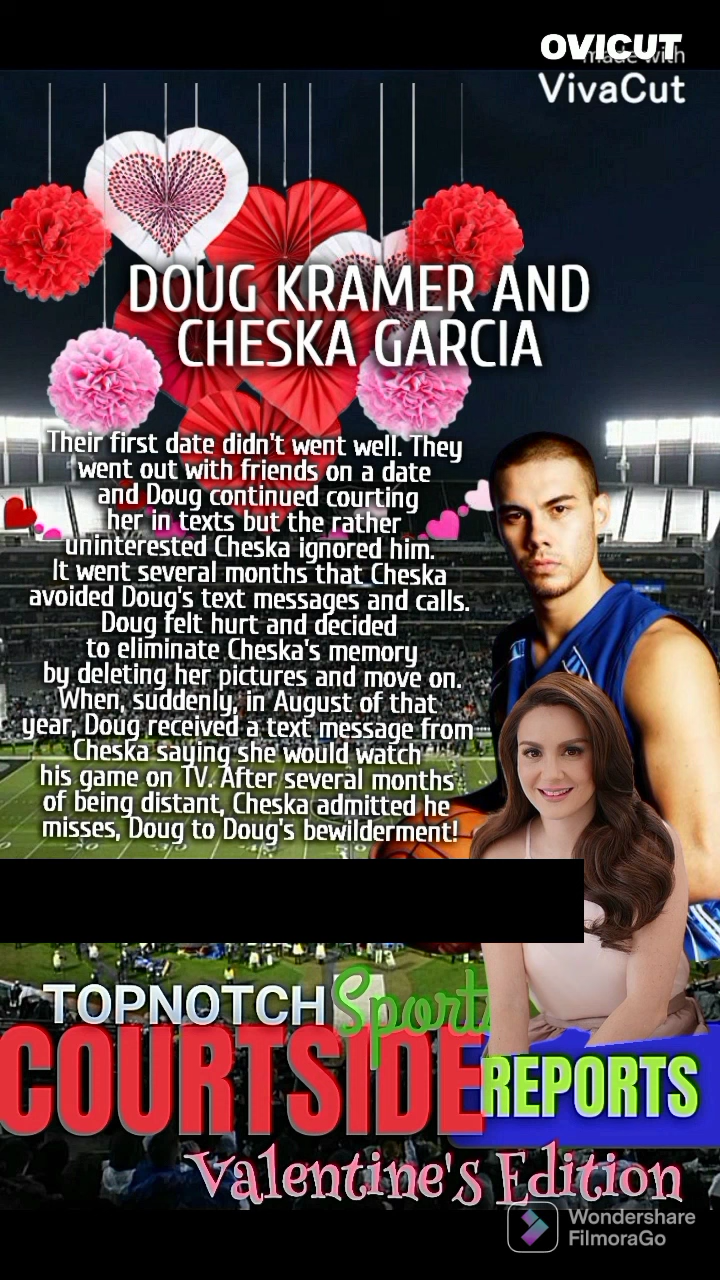 OVICUT
made with
VivaCut
DOUG KRAMER AND
CHESKA GARCIA
Their first date didn't went well. They
went out with friends on a date
and Doug continued courting
her in texts but the rather
uninterested Cheska ignored him.
It went several months that Cheska
avoided Doug's text messages and calls.
Doug felt hurt and decided
to eliminate Cheska's memory
by deleting her pictures and move on.
When, suddenly, in August of that
year, Doug received a text message from
Cheska saying she would watch
his game on TV. After several months
of being distant, Cheska admitted he
misses, Doug to Doug's bewilderment!
TOPNOTCH Sports
COURTSIDE REPORTS
Valentine's Edition
Wondershare
FilmoraGo